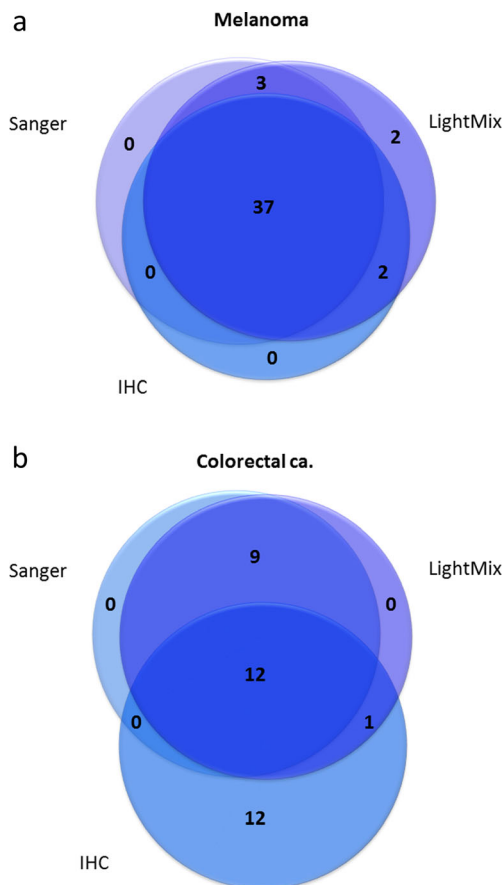 a
Melanoma
3
Sanger
LightMix
0
2
37
0
2
0
IHC
b
Colorectal ca.
9
Sanger
LightMix
0
0
12
0
1
12
IHC